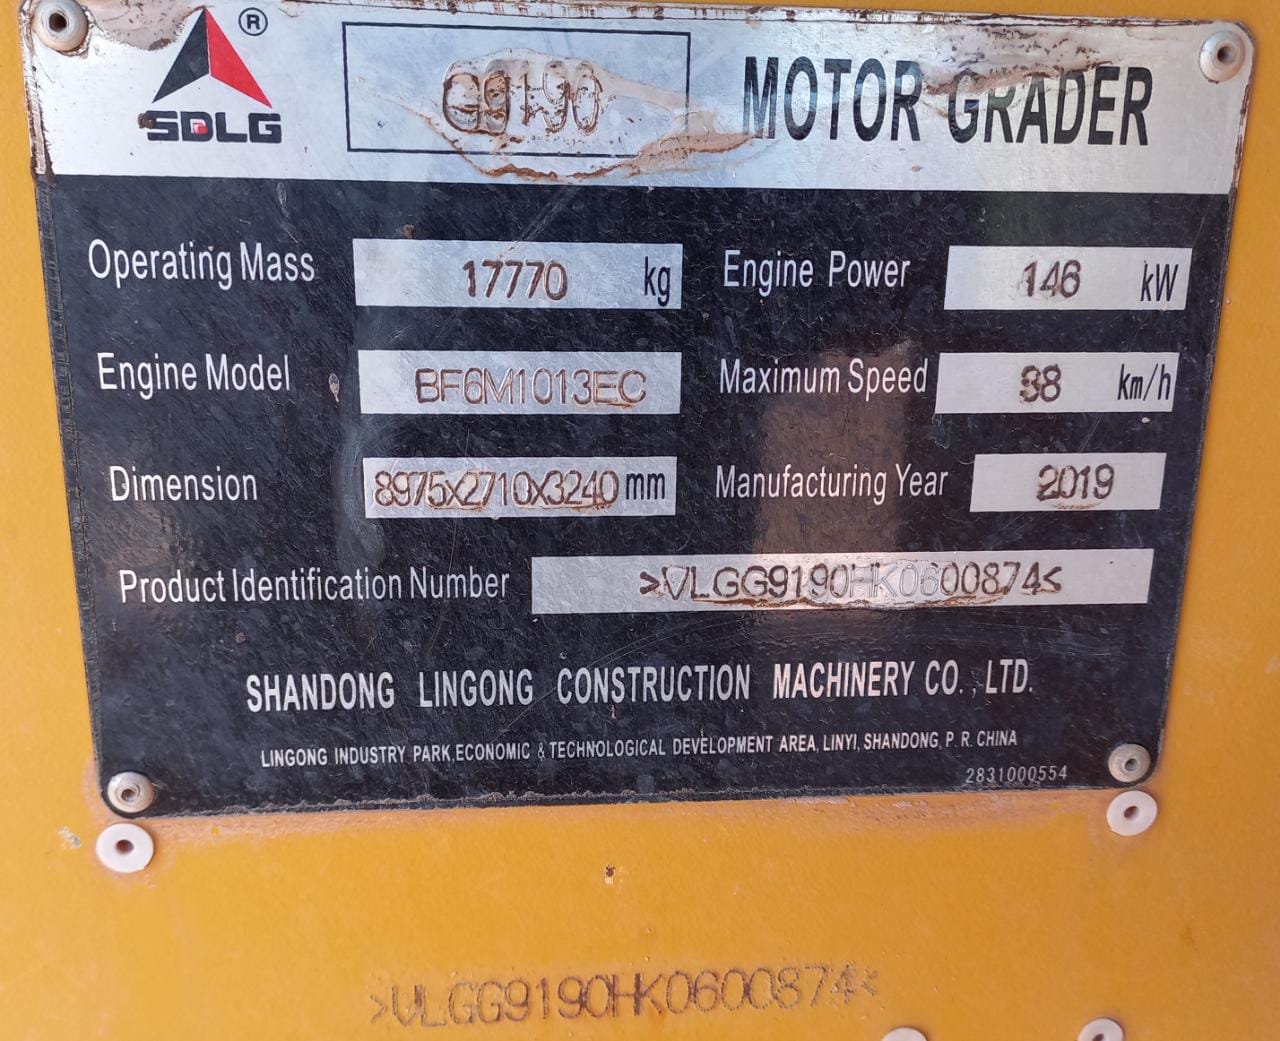 SDLG ® G9190 MOTOR GRADER
Operating Mass 17770 kg Engine Power 146 kW
Engine Model BF6M1013EC Maximum Speed 38 km/h
Dimension 8975x2710x3240 mm Manufacturing Year 2019
Product Identification Number >VLGG9190HK0600874<
SHANDONG LINGONG CONSTRUCTION MACHINERY CO., LTD.
LINGONG INDUSTRY PARK,ECONOMIC & TECHNOLOGICAL DEVELOPMENT AREA, LINYI, SHANDONG, P. R. CHINA
2831000554
>VLGG9190HK0600874<